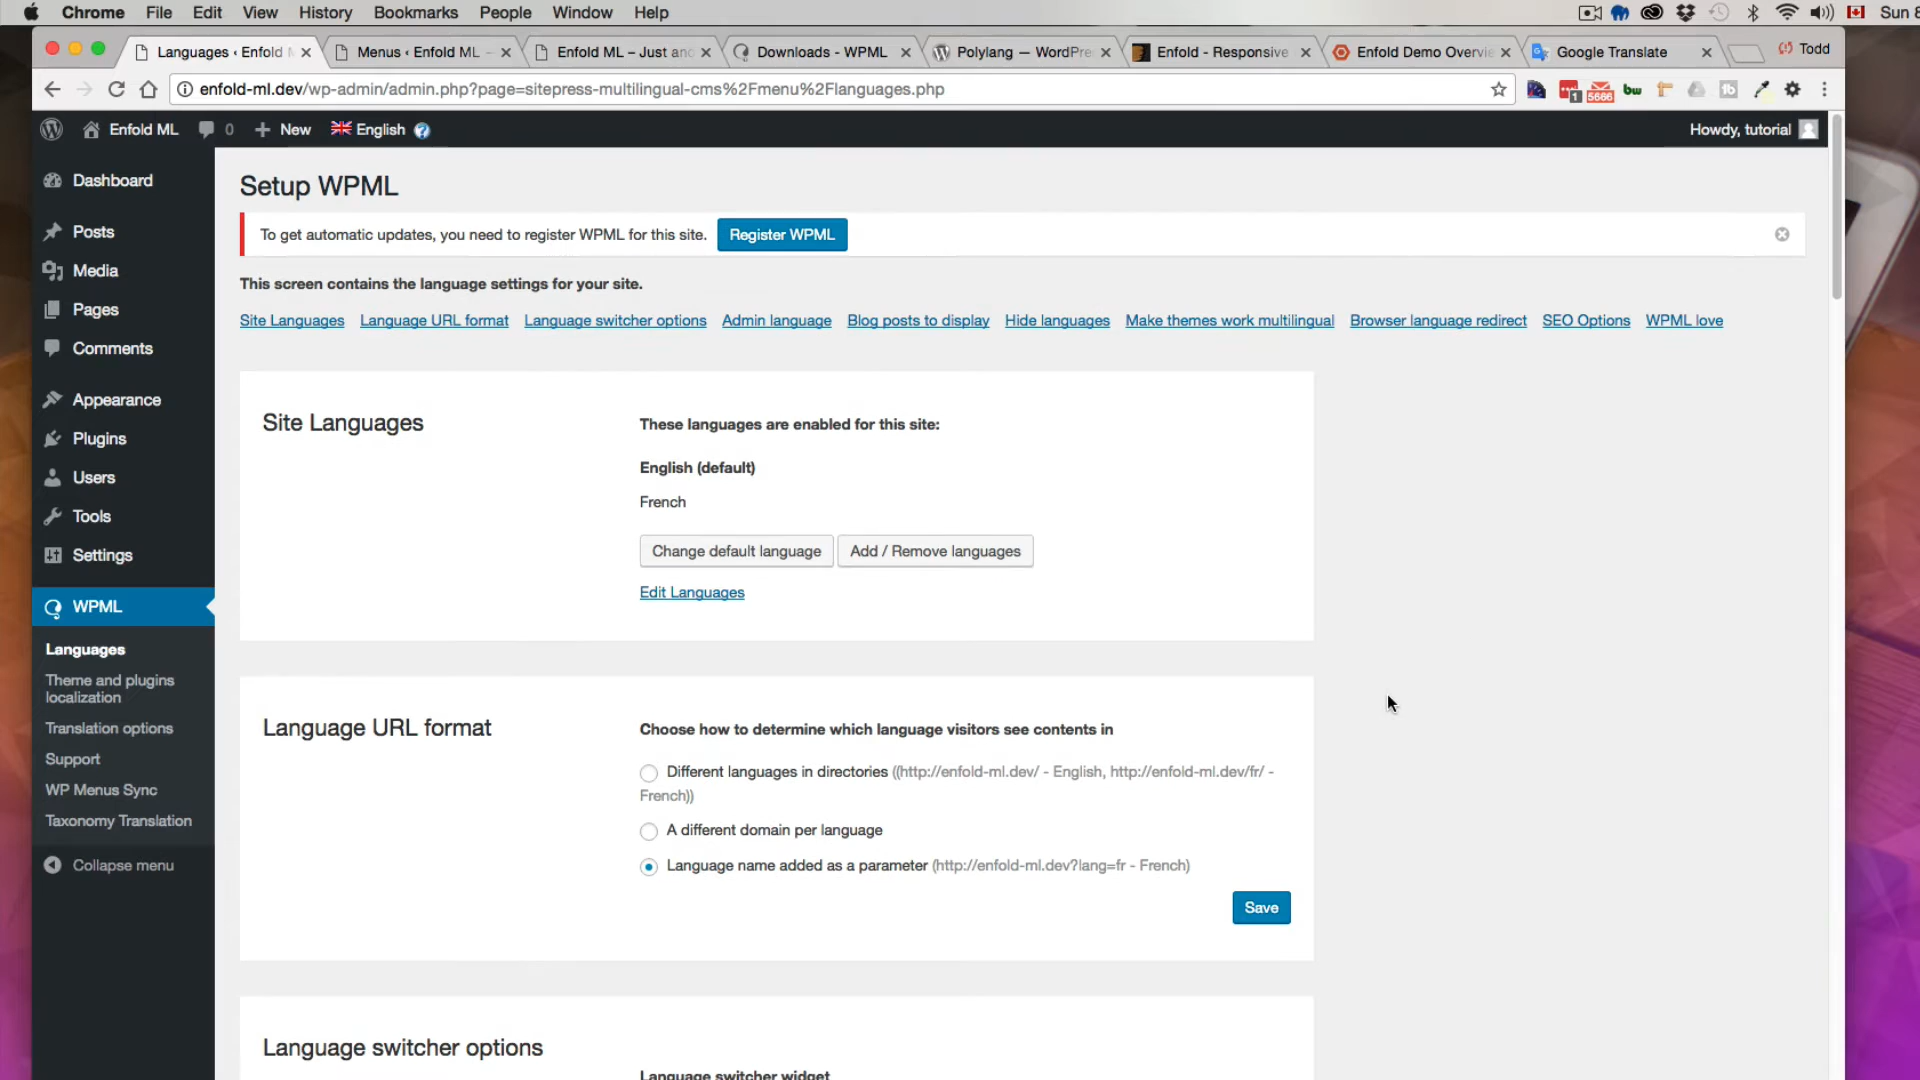 Chrome File Edit View History Bookmarks People Window Help
Sun 8
Languages ‹ Enfold M
Menus ‹ Enfold ML -
Enfold ML – Just ano
Downloads - WPML
Polylang — WordPre
Enfold - Responsive
Enfold Demo Overvie
Google Translate
Todd
enfold-ml.dev/wp-admin/admin.php?page=sitepress-multilingual-cms%2Fmenu%2Flanguages.php
1
5666
bw
Enfold ML 0 New English
Howdy, tutorial
Dashboard
Posts
Media
Pages
Comments
Appearance
Plugins
Users
Tools
Settings
WPML
Languages
Theme and plugins
localization
Translation options
Support
WP Menus Sync
Taxonomy Translation
Collapse menu
Setup WPML
To get automatic updates, you need to register WPML for this site. Register WPML
This screen contains the language settings for your site.
Site Languages Language URL format Language switcher options Admin language Blog posts to display Hide languages Make themes work multilingual Browser language redirect SEO Options WPML love
Site Languages
These languages are enabled for this site:
English (default)
French
Change default language Add / Remove languages
Edit Languages
Language URL format
Choose how to determine which language visitors see contents in
Different languages in directories ((http://enfold-ml.dev/ - English, http://enfold-ml.dev/fr/ -
French))
A different domain per language
Language name added as a parameter (http://enfold-ml.dev?lang=fr - French)
Save
Language switcher options
Language switcher widget